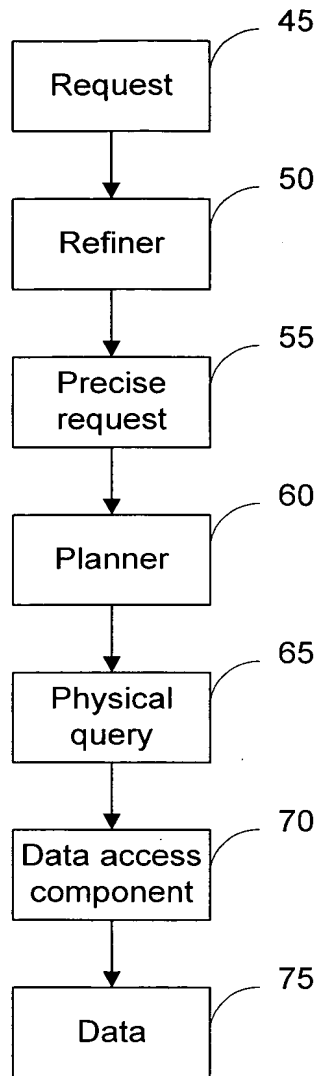 45
Request
50
Refiner
55
Precise
request
60
Planner
65
Physical
query
70
Data access
component
75
Data